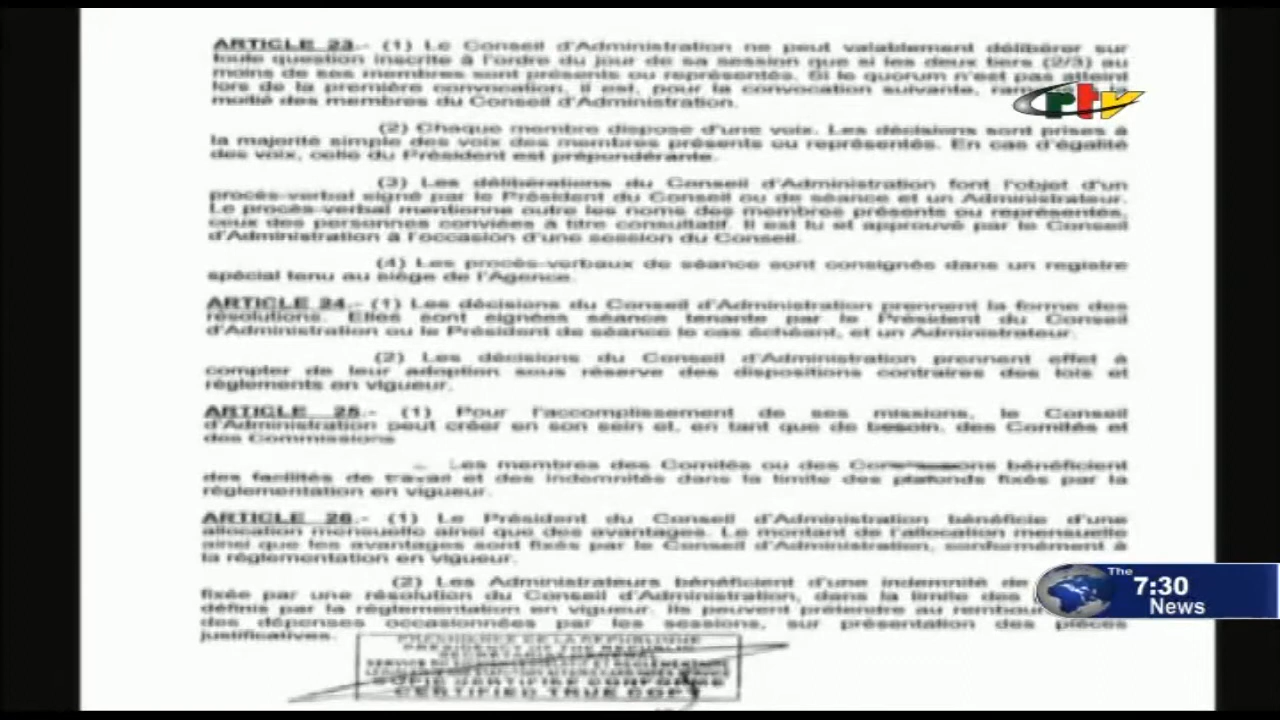 ARTICLE 23.- (1) Le Conseil d'Administration ne peut valablement délibérer sur
toute question inscrite à l'ordre du jour de sa session que si les deux tiers (2/3) au
moins de ses membres sont présents ou représentés. Si le quorum n'est pas atteint
lors de la première convocation, il est, pour la convocation suivante, la
moitié des membres du Conseil d'Administration.
crtv
(2) Chaque membre dispose d'une voix. Les décisions sont prises à
la majorité simple des voix des membres présents ou représentés. En cas d'égalité
des voix, celle du Président est prépondérante.
(3) Les délibérations du Conseil d'Administration font l'objet d'un
procès-verbal signé par le Président du Conseil ou de séance et un Administrateur.
Le procès-verbal mentionne outre les noms des membres présents ou représentés,
ceux des personnes conviées à titre consultatif. Il est lu et approuvé par le Conseil
d'Administration à l'occasion d'une session du Conseil.
(4) Les procès-verbaux de séance sont consignés dans un registre
spécial tenu au siège de l'Agence.
ARTICLE 24.- (1) Les décisions du Conseil d'Administration prennent la forme des
résolutions. Elles sont signées séance tenante par le Président du Conseil
d'Administration ou le Président de séance le cas échéant, et un Administrateur.
(2) Les décisions du Conseil d'Administration prennent effet à
compter de leur adoption sous réserve des dispositions contraires des lois et
règlements en vigueur.
ARTICLE 25.- (1) Pour l'accomplissement de ses missions, le Conseil
d'Administration peut créer en son sein et, en tant que de besoin, des Comités et
des Commissions
Les membres des Comités ou des bénéficient
des facilités de travail et des indemnités dans la limite des plafonds fixés par la
règlementation en vigueur.
ARTICLE 26.- (1) Le Président du Conseil d'Administration bénéficie d'une
allocation mensuelle ainsi que des avantages. Le montant de l'allocation mensuelle
ainsi que les avantages sont fixés par le Conseil d'Administration, conformément à
la règlementation en vigueur.
(2) Les Administrateurs bénéficient d'une indemnité de
fixée par une résolution du Conseil d'Administration, dans la limite des
définis par la règlementation en vigueur. Ils peuvent prétendre au
des dépenses occasionnées par les sessions, sur présentation des pièces
justificatives.
The
7:30
News
PRESIDENCE DE LA REPUBLIQUE
PRESIDENCY OF THE REPUBLIC
COPIE CERTIFIEE CONFORME
CERTIFIED TRUE COPY